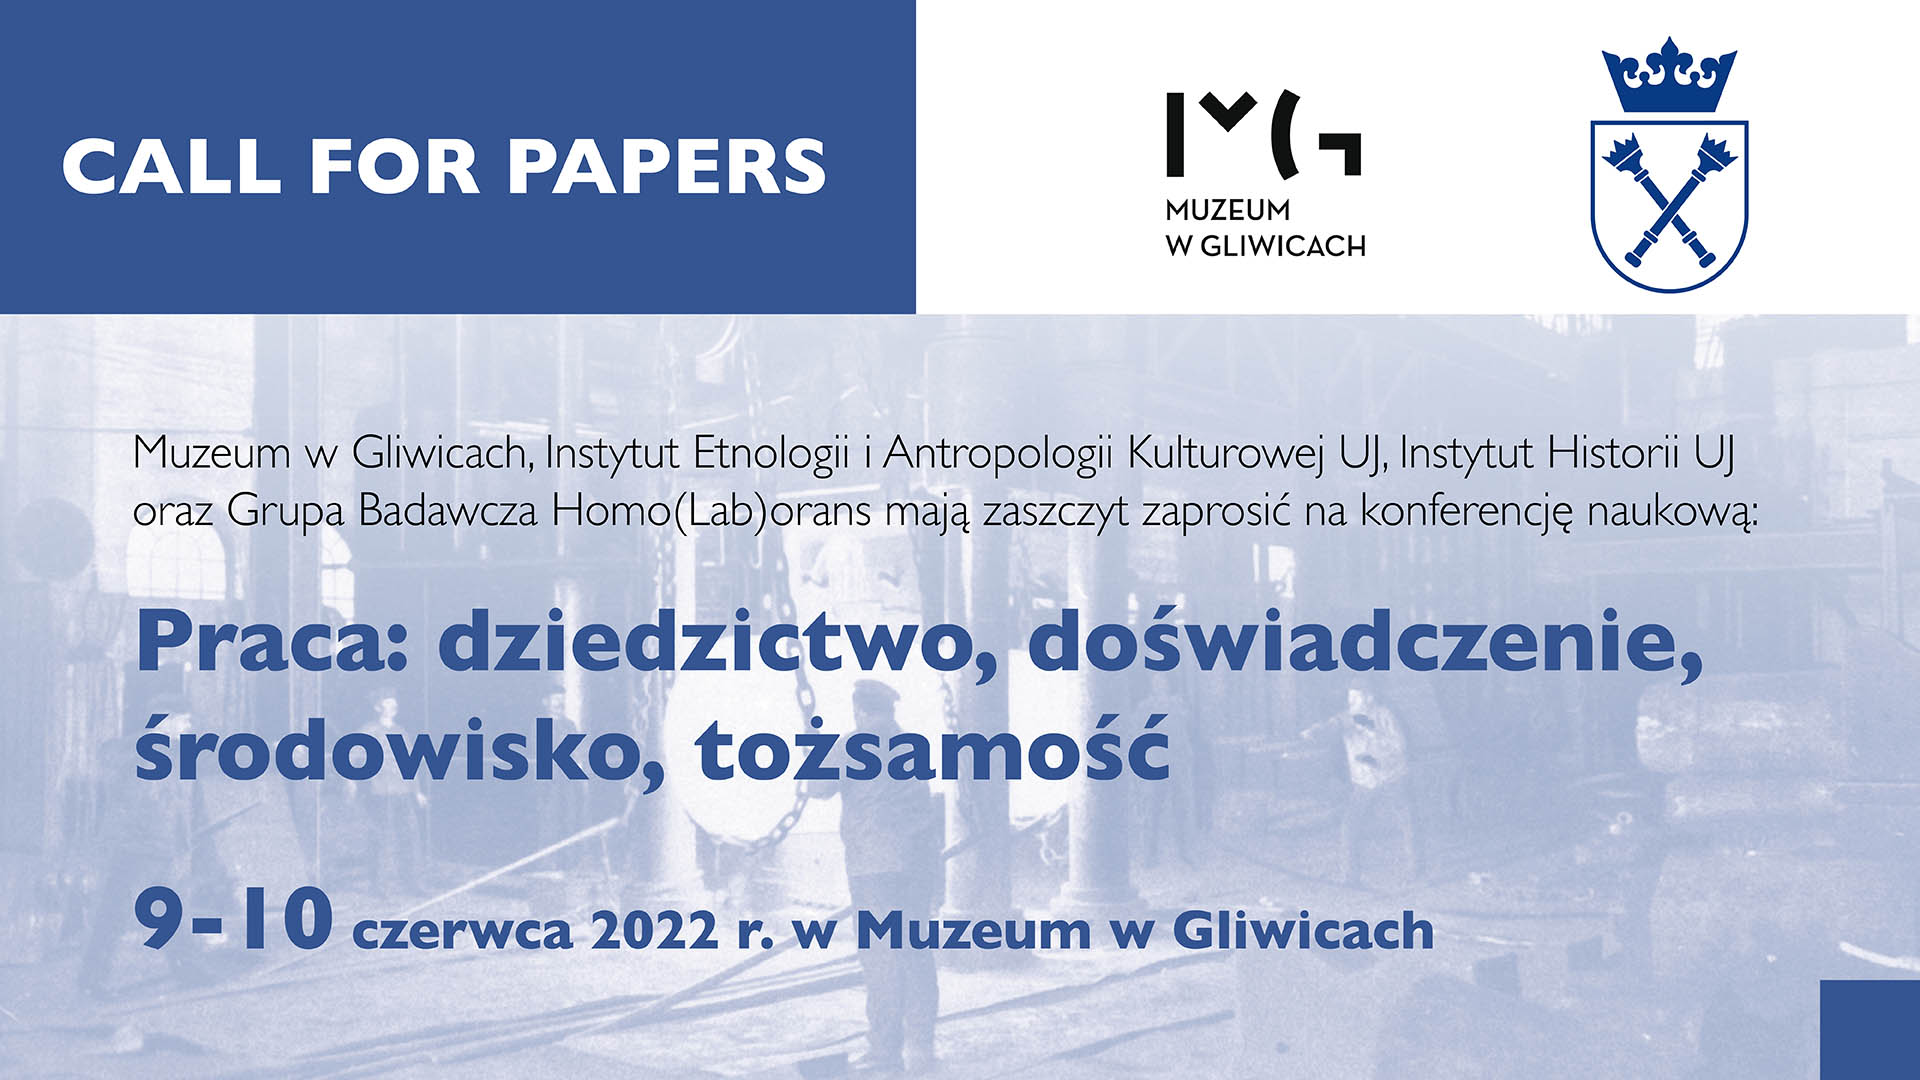 CALL FOR PAPERS
MG
MUZEUM
W GLIWICACH
Muzeum w Gliwicach, Instytut Etnologii i Antropologii Kulturowej UJ, Instytut Historii UJ
oraz Grupa Badawcza Homo(Lab)orans mają zaszczyt zaprosić na konferencję naukową:
Praca: dziedzictwo, doświadczenie,
środowisko, tożsamość
9-10 czerwca 2022 r. w Muzeum w Gliwicach